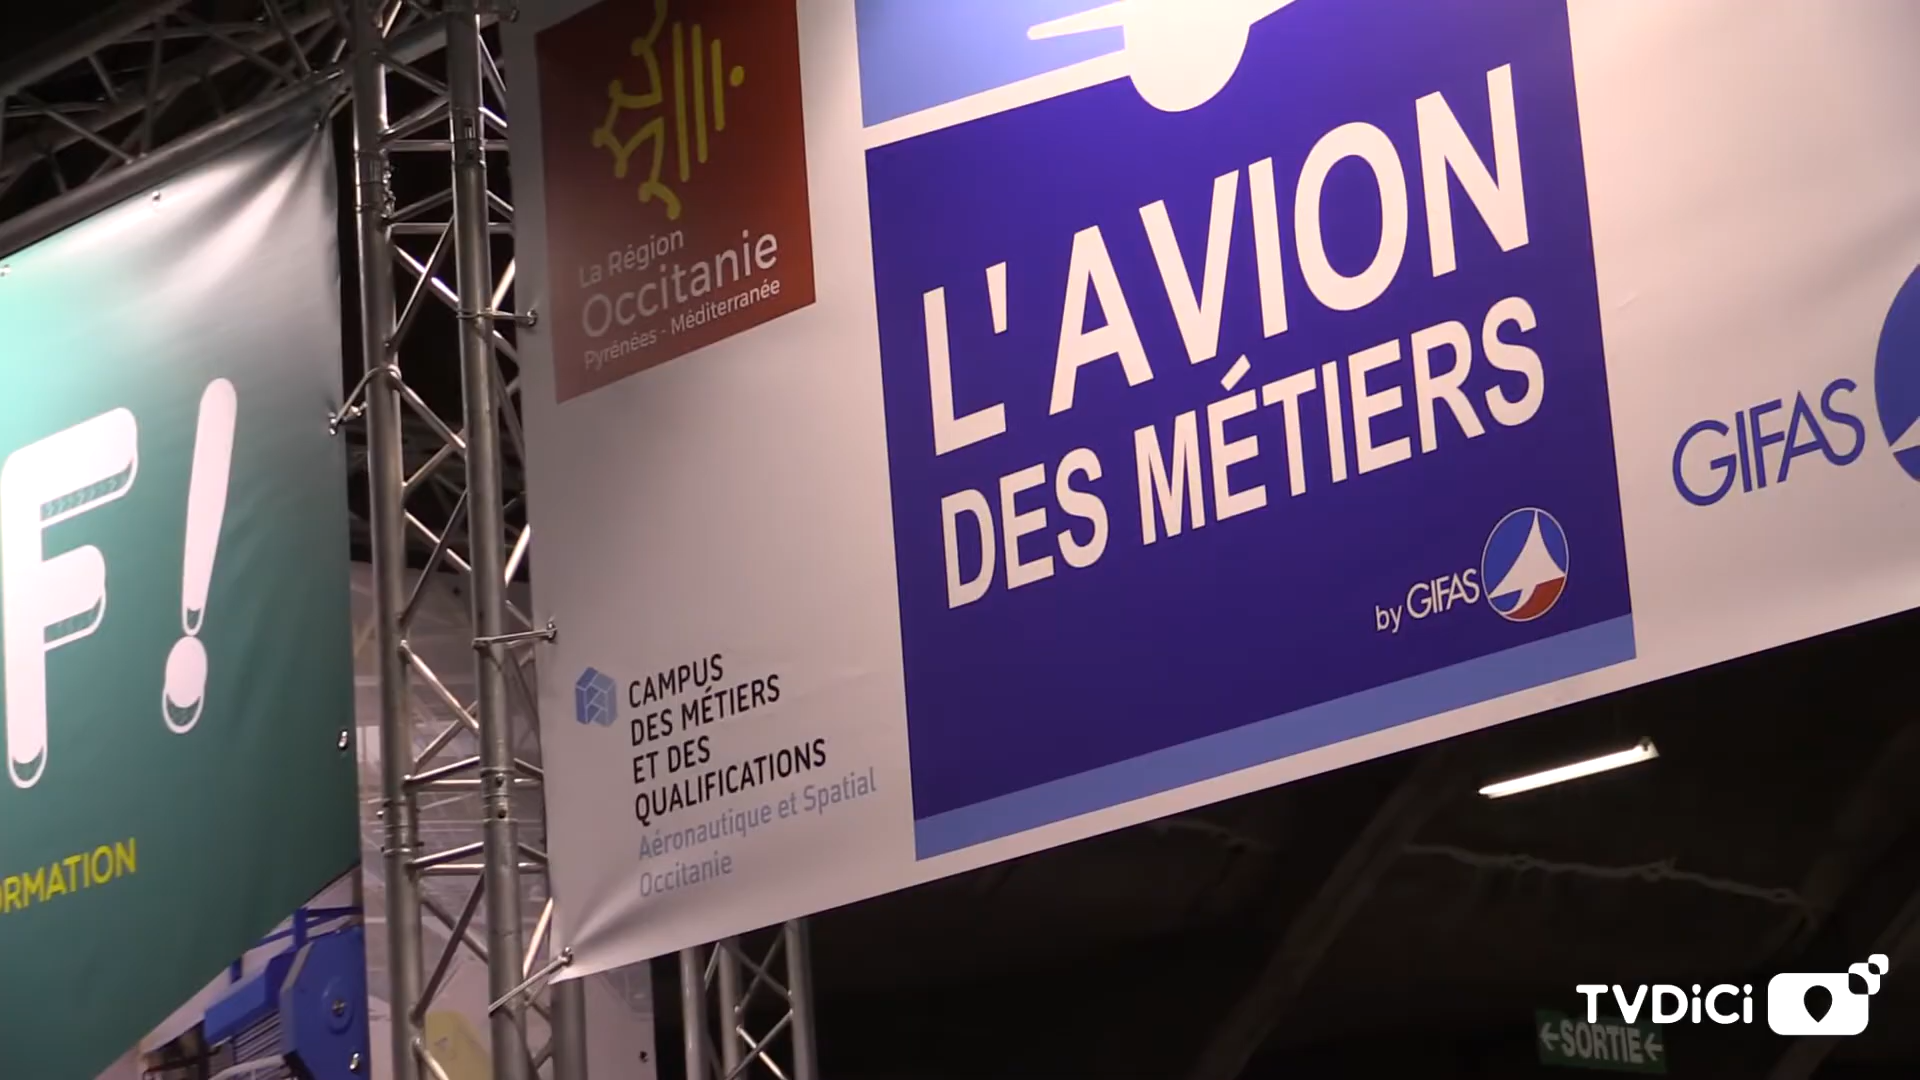 La Région
Occitanie
Pyrénées - Méditerranée
L'AVION
DES MÉTIERS
by GIFAS
GIFAS
CAMPUS
DES MÉTIERS
ET DES
QUALIFICATIONS
Aéronautique et Spatial
Occitanie
F!
RMATION
TVDiCi
←SORTIE←